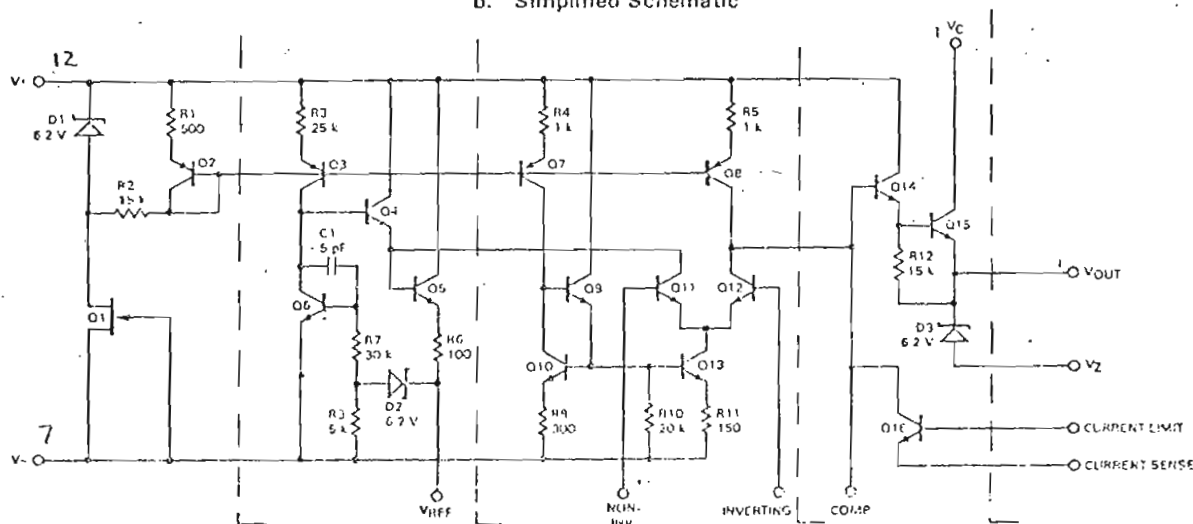 b. Simplified Schematic
12
V+
D1
6.2 V
R1
500
Q2
R2
15 k
Q1
7
V–
R3
25 k
Q3
Q4
C1
5 pF
Q6
Q5
R7
30 k
R6
100
D2
6.2 V
5 k
VREF
R4
1 k
Q7
Q9
Q10
R9
300
R10
20 k
NON-
R5
1 k
Q8
Q11
Q12
Q13
R11
150
INVERTING
COMP
1 VC
Q14
Q15
R12
15 k
VOUT
D3
6.2 V
VZ
Q16
CURRENT LIMIT
CURRENT SENSE